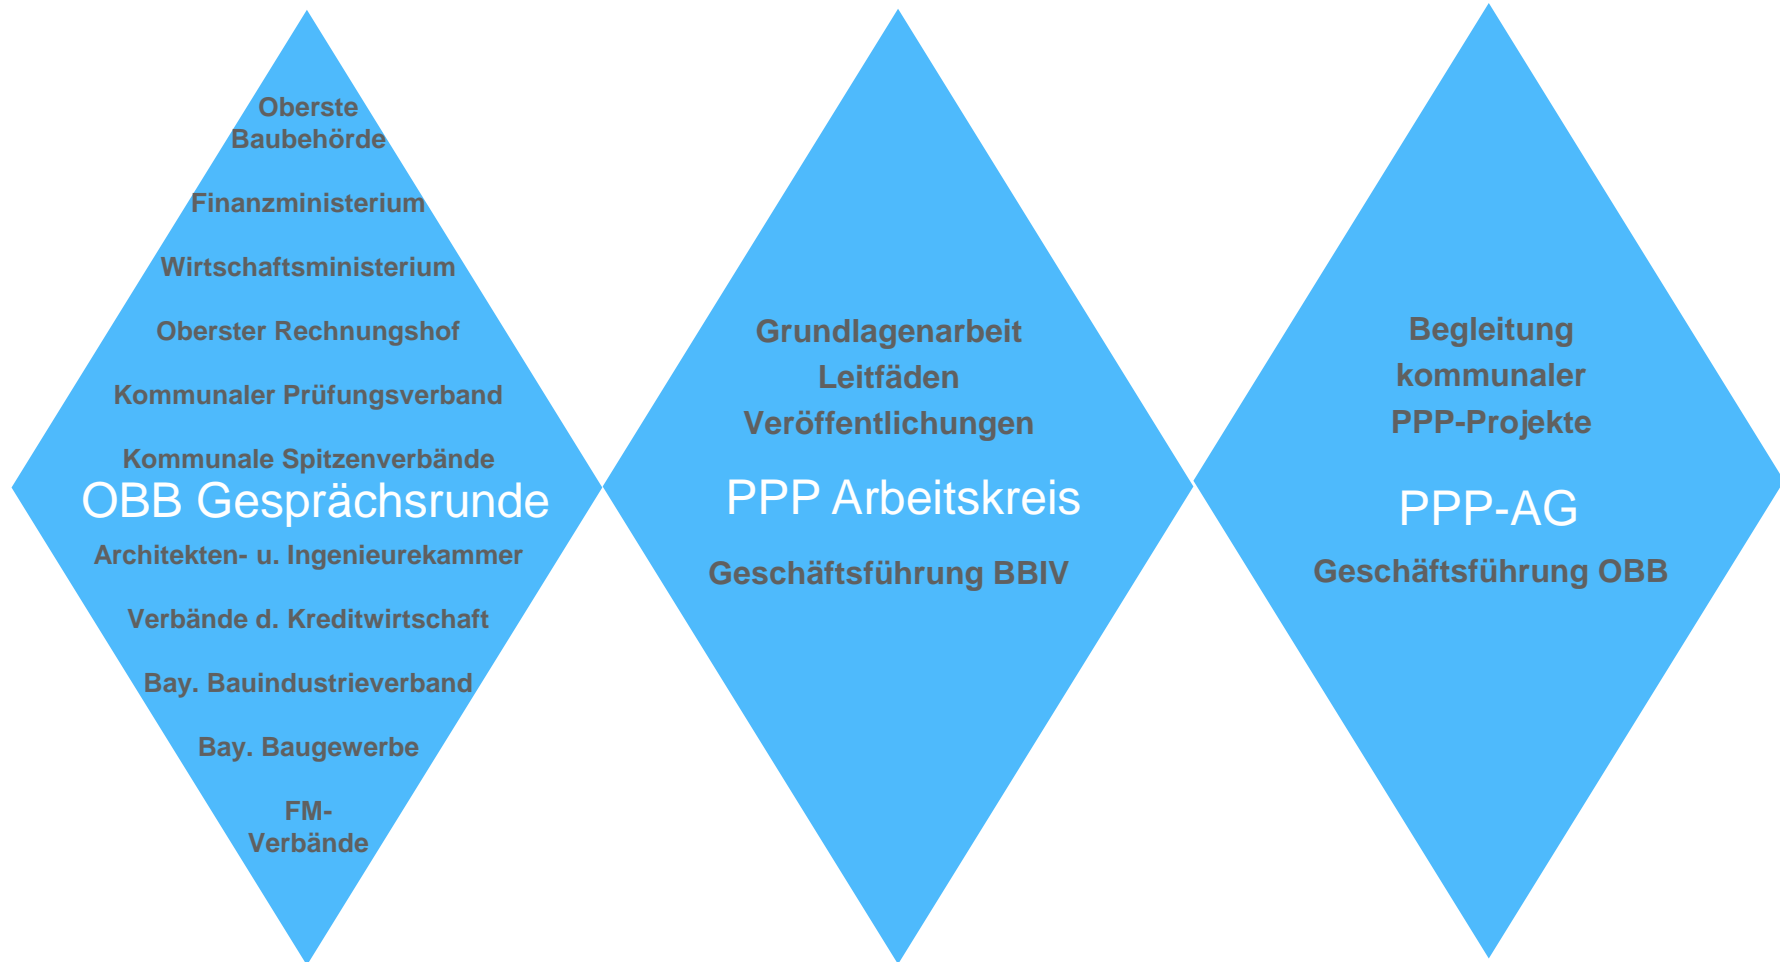 Oberste
Baubehörde
Finanzministerium
Wirtschaftsministerium
Oberster Rechnungshof
Kommunaler Prüfungsverband
Kommunale Spitzenverbände
OBB Gesprächsrunde
Architekten- u. Ingenieurekammer
Verbände d. Kreditwirtschaft
Bay. Bauindustrieverband
Bay. Baugewerbe
FM-
Verbände
Grundlagenarbeit
Leitfäden
Veröffentlichungen
PPP Arbeitskreis
Geschäftsführung BBIV
Begleitung
kommunaler
PPP-Projekte
PPP-AG
Geschäftsführung OBB